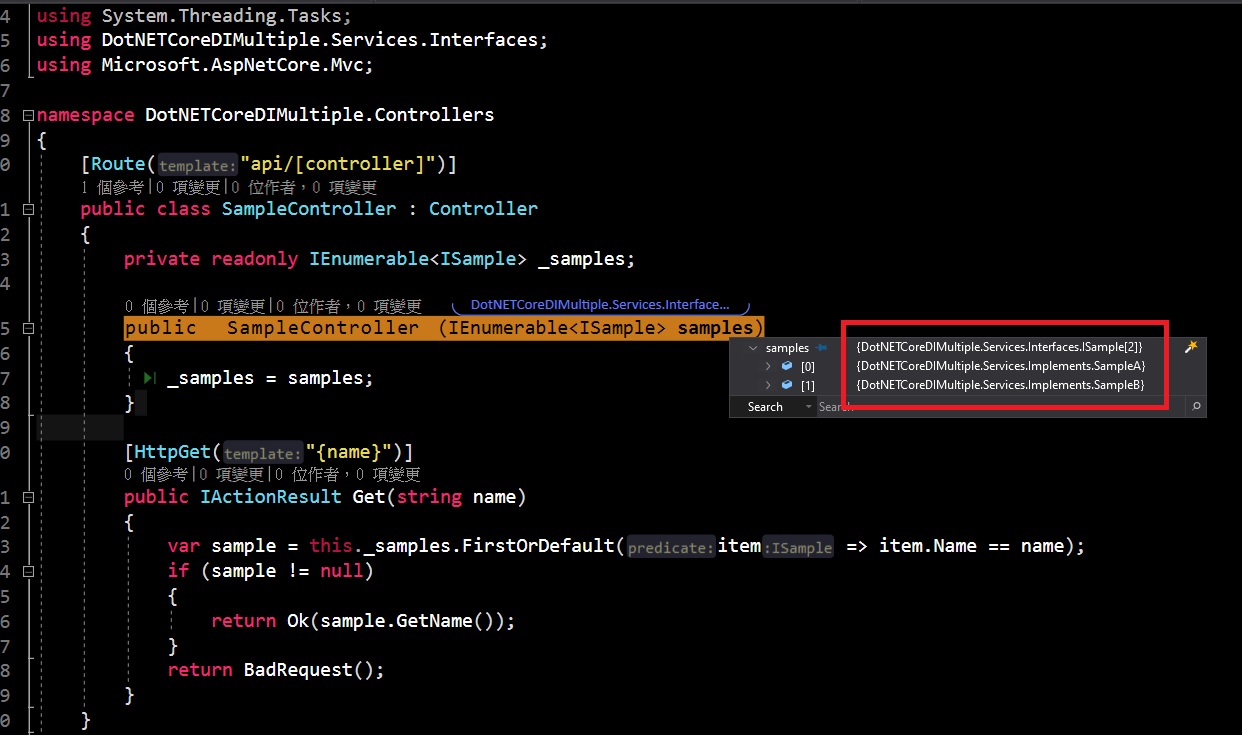 4 using System.Threading.Tasks;
5 using DotNETCoreDIMultiple.Services.Interfaces;
6 using Microsoft.AspNetCore.Mvc;
7
8 namespace DotNETCoreDIMultiple.Controllers
9 {
0 [Route(template: "api/[controller]")]
1 個參考|0 項變更|0 位作者，0 項變更
1 public class SampleController : Controller
2 {
3 private readonly IEnumerable<ISample> _samples;
4
0 個參考|0 項變更|0 位作者，0 項變更
DotNETCoreDIMultiple.Services.Interface...
5 public SampleController (IEnumerable<ISample> samples)
6 {
samples {DotNETCoreDIMultiple.Services.Interfaces.ISample[2]}
[0] {DotNETCoreDIMultiple.Services.Implements.SampleA}
7 _samples = samples;
[1] {DotNETCoreDIMultiple.Services.Implements.SampleB}
8 }
Search Search
9
0 [HttpGet(template: "{name}")]
0 個參考|0 項變更|0 位作者，0 項變更
1 public IActionResult Get(string name)
2 {
3 var sample = this._samples.FirstOrDefault(predicate: item :ISample => item.Name == name);
4 if (sample != null)
5 {
6 return Ok(sample.GetName());
7 }
8 return BadRequest();
9 }
0 }